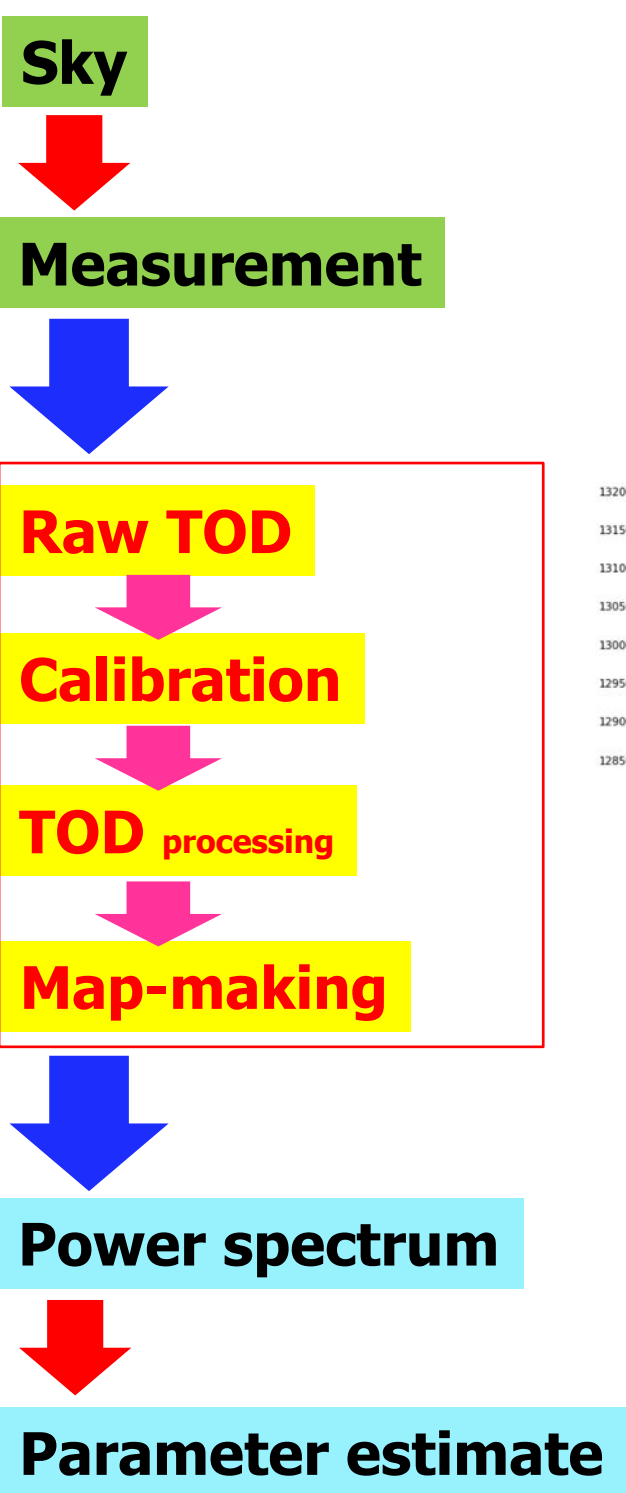 Sky
Measurement
Raw TOD
Calibration
TOD processing
Map-making
Power spectrum
Parameter estimate
1320
1315
1310
1305
1300
1295
1290
1285